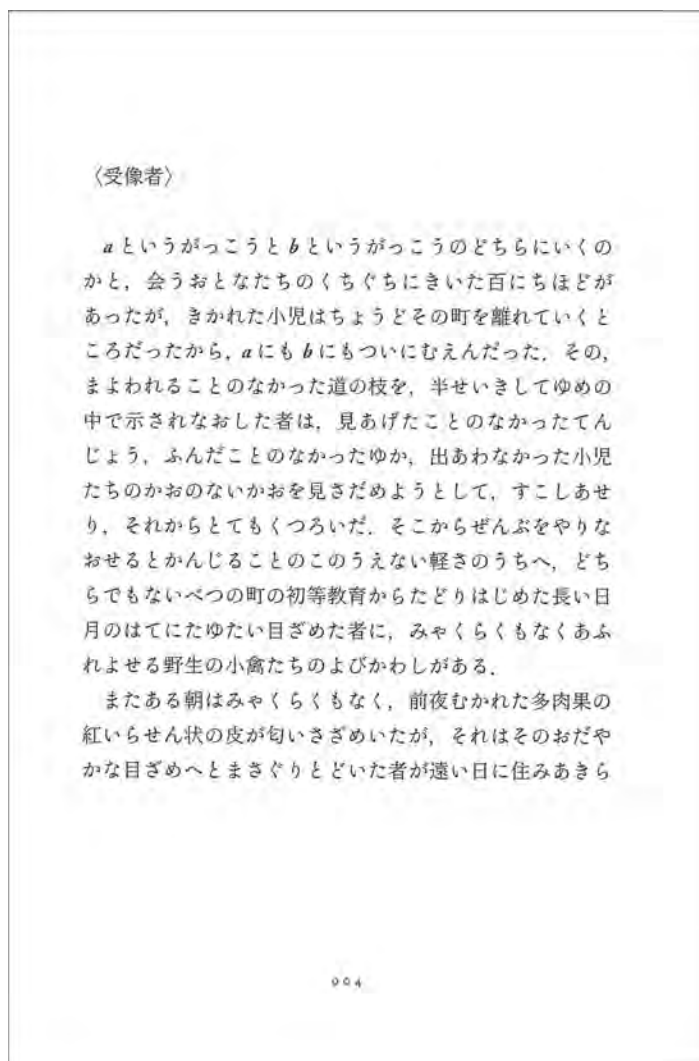 〈受像者〉
aというがっこうとbというがっこうのどちらにいくの
かと，会うおとなたちのくちぐちにきいた百にちほどが
あったが，きかれた小児はちょうどその町を離れていくと
ころだったから，aにもbにもついにむえんだった．その，
まよわれることのなかった道の枝を，半せいきしてゆめの
中で示されなおした者は，見あげたことのなかったてん
じょう，ふんだことのなかったゆか，出あわなかった小児
たちのかおのないかおを見さだめようとして，すこしあせ
り，それからとてもくつろいだ．そこからぜんぶをやりな
おせるとかんじることのこのうえない軽さのうちへ，どち
らでもないべつの町の初等教育からたどりはじめた長い日
月のはてにたゆたい目ざめた者に，みゃくらくもなくあふ
れよせる野生の小禽たちのよびかわしがある．
またある朝はみゃくらくもなく，前夜むかれた多肉果の
紅いらせん状の皮が匂いさざめいたが，それはそのおだや
かな目ざめへとまさぐりとどいた者が遠い日に住みあきら
004